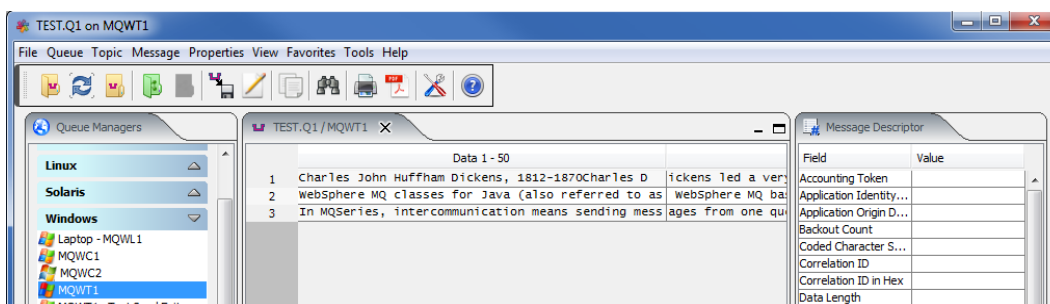 TEST.Q1 on MQWT1
File Queue Topic Message Properties View Favorites Tools Help
PDF
Queue Managers
TEST.Q1 / MQWT1
Message Descriptor
Linux
Solaris
Windows
Laptop - MQWL1
MQWC1
MQWC2
MQWT1
Data 1 - 50
1 Charles John Huffham Dickens, 1812-1870Charles D ickens led a very
2 WebSphere MQ classes for Java (also referred to as WebSphere MQ ba
3 In MQSeries, intercommunication means sending mess ages from one qu
Field Value
Accounting Token
Application Identity...
Application Origin D...
Backout Count
Coded Character S...
Correlation ID
Correlation ID in Hex
Data Length